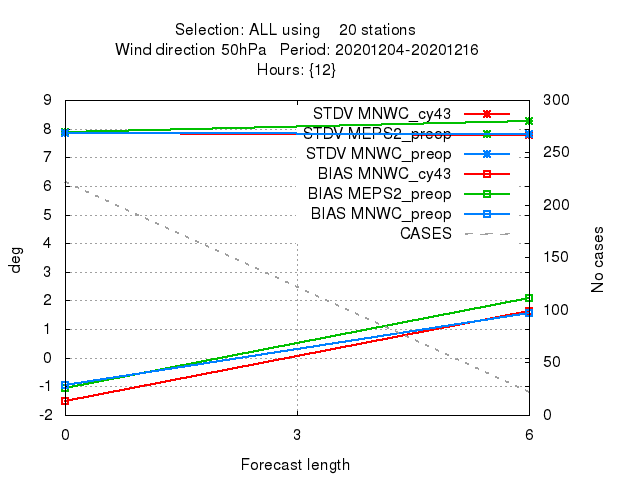 Selection: ALL using 20 stations
Wind direction 50hPa Period: 20201204-20201216
Hours: {12}
9 300
STDV MNWC_cy43
8
STDV MEPS2_preop
7 250
STDV MNWC_preop
BIAS MNWC_cy43
6
BIAS MEPS2_preop
5 200
BIAS MNWC_preop
CASES
4
3 150
2
1 100
0
50
-1
-2 0
0 3 6
deg
No cases
Forecast length